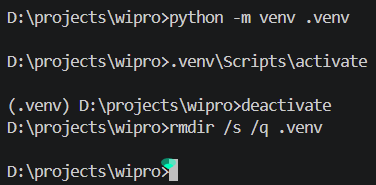 D:\projects\wipro>python -m venv .venv
D:\projects\wipro>.venv\Scripts\activate
(.venv) D:\projects\wipro>deactivate
D:\projects\wipro>rmdir /s /q .venv
D:\projects\wipro>